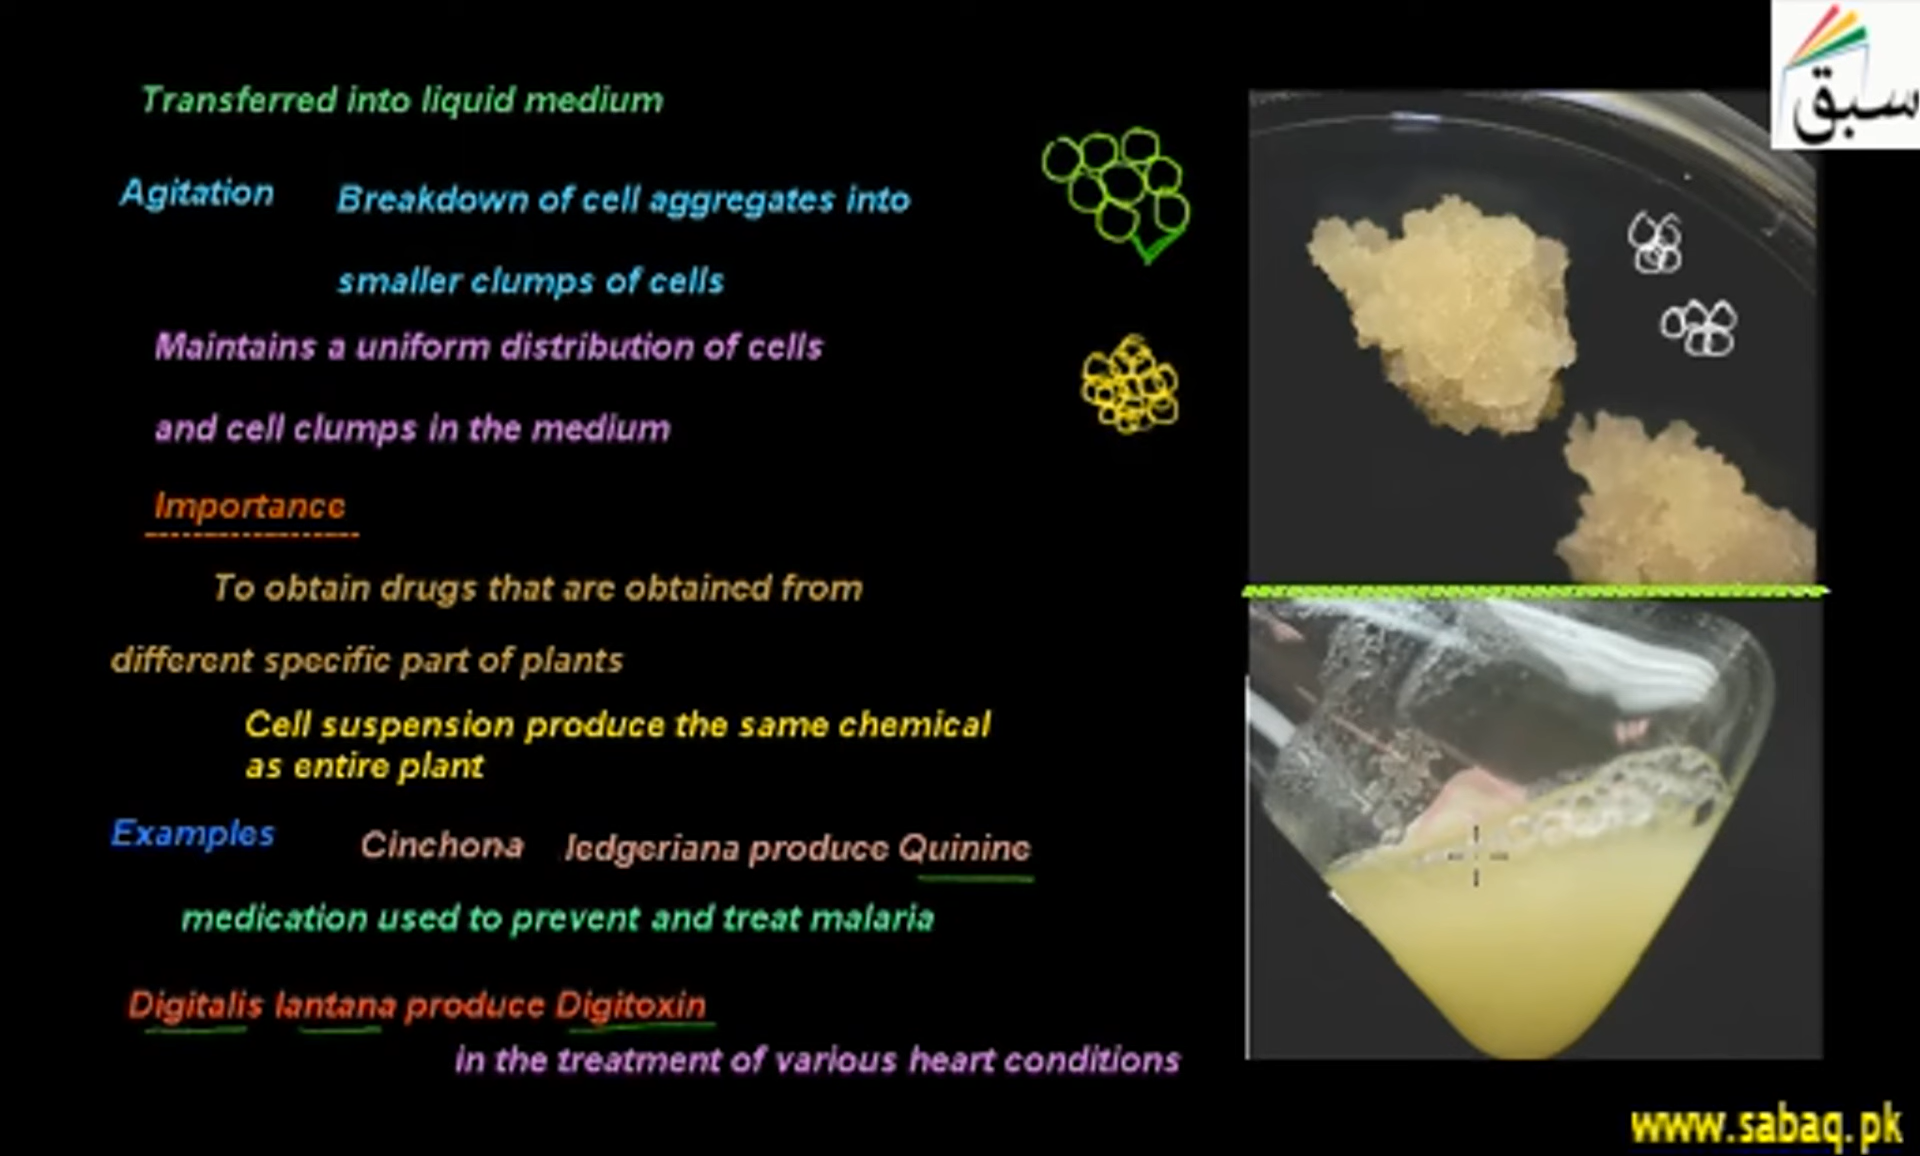 سبق
Transferred into liquid medium
Agitation Breakdown of cell aggregates into
smaller clumps of cells
Maintains a uniform distribution of cells
and cell clumps in the medium
Importance
To obtain drugs that are obtained from
different specific part of plants
Cell suspension produce the same chemical
as entire plant
Examples Cinchona ledgeriana produce Quinine
medication used to prevent and treat malaria
Digitalis lantana produce Digitoxin
in the treatment of various heart conditions
www.sabaq.pk